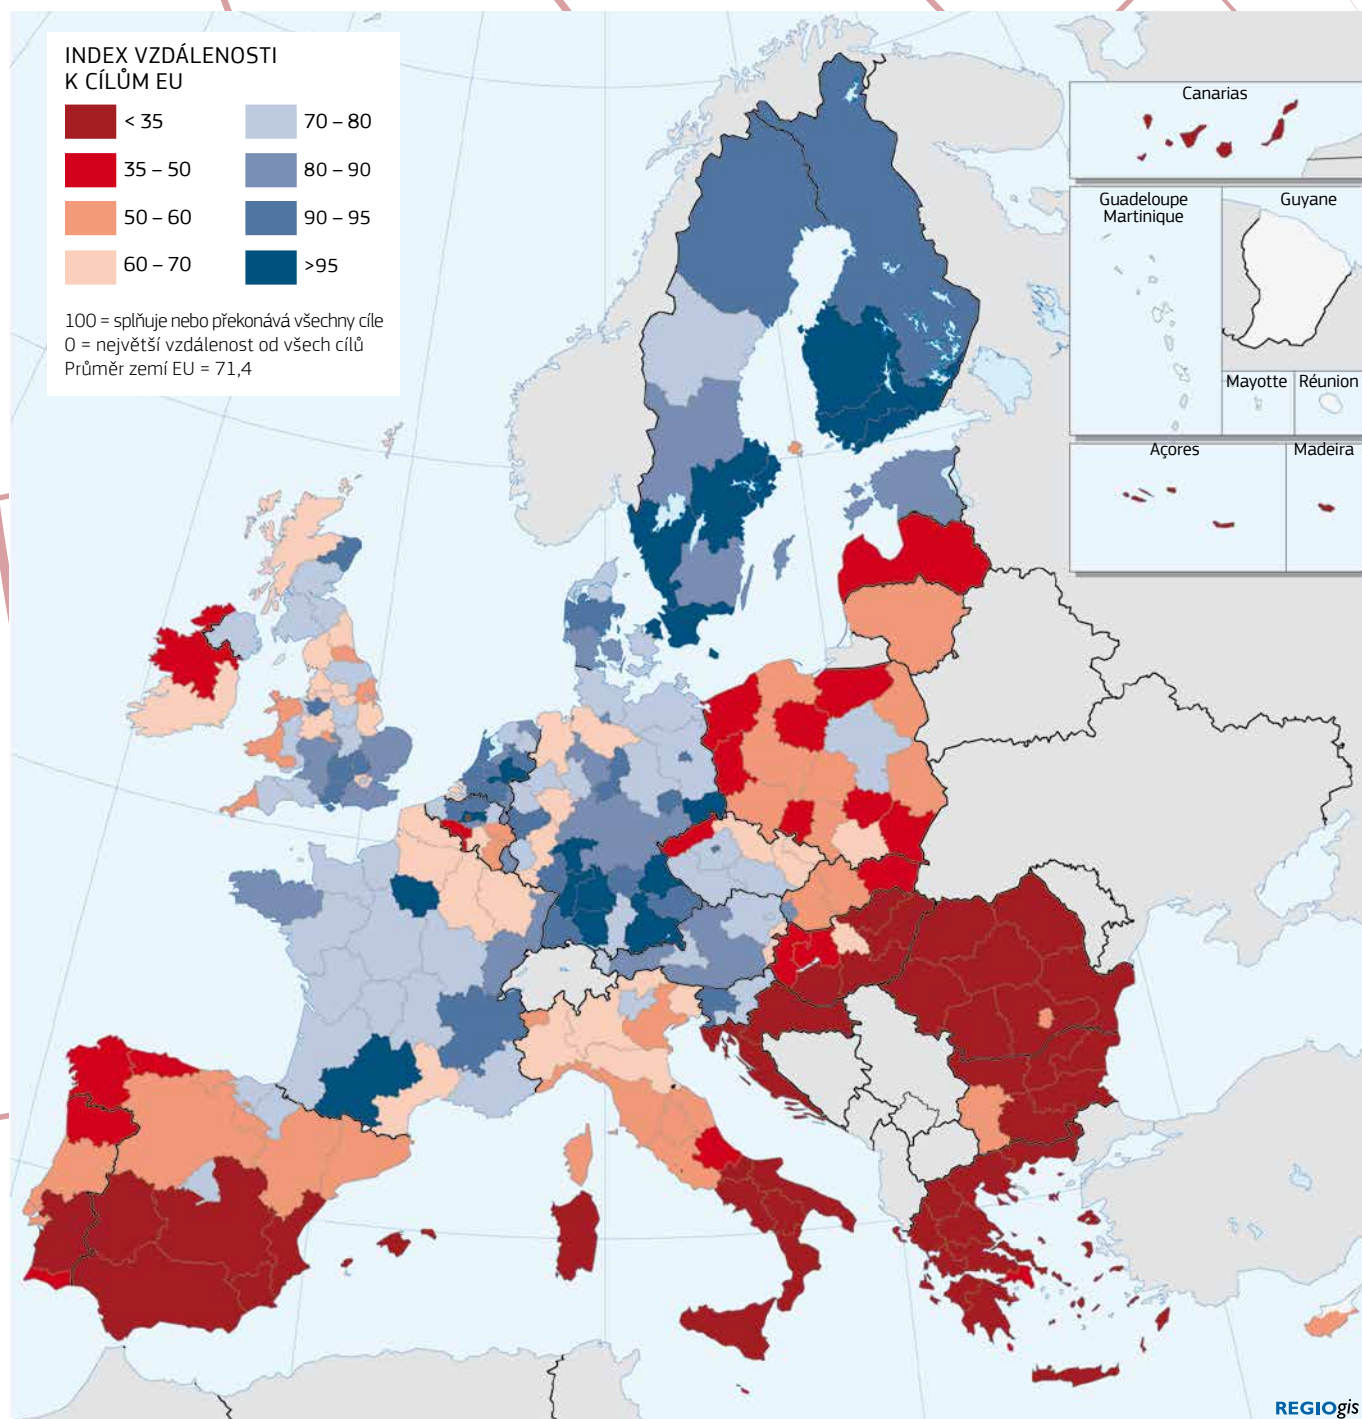 INDEX VZDÁLENOSTI
K CÍLŮM EU
< 35
70 – 80
35 – 50
80 – 90
50 – 60
90 – 95
60 – 70
>95
100 = splňuje nebo překonává všechny cíle
0 = největší vzdálenost od všech cílů
Průměr zemí EU = 71,4
Canarias
Guadeloupe
Martinique
Guyane
Mayotte
Réunion
Açores
Madeira
REGIOgis